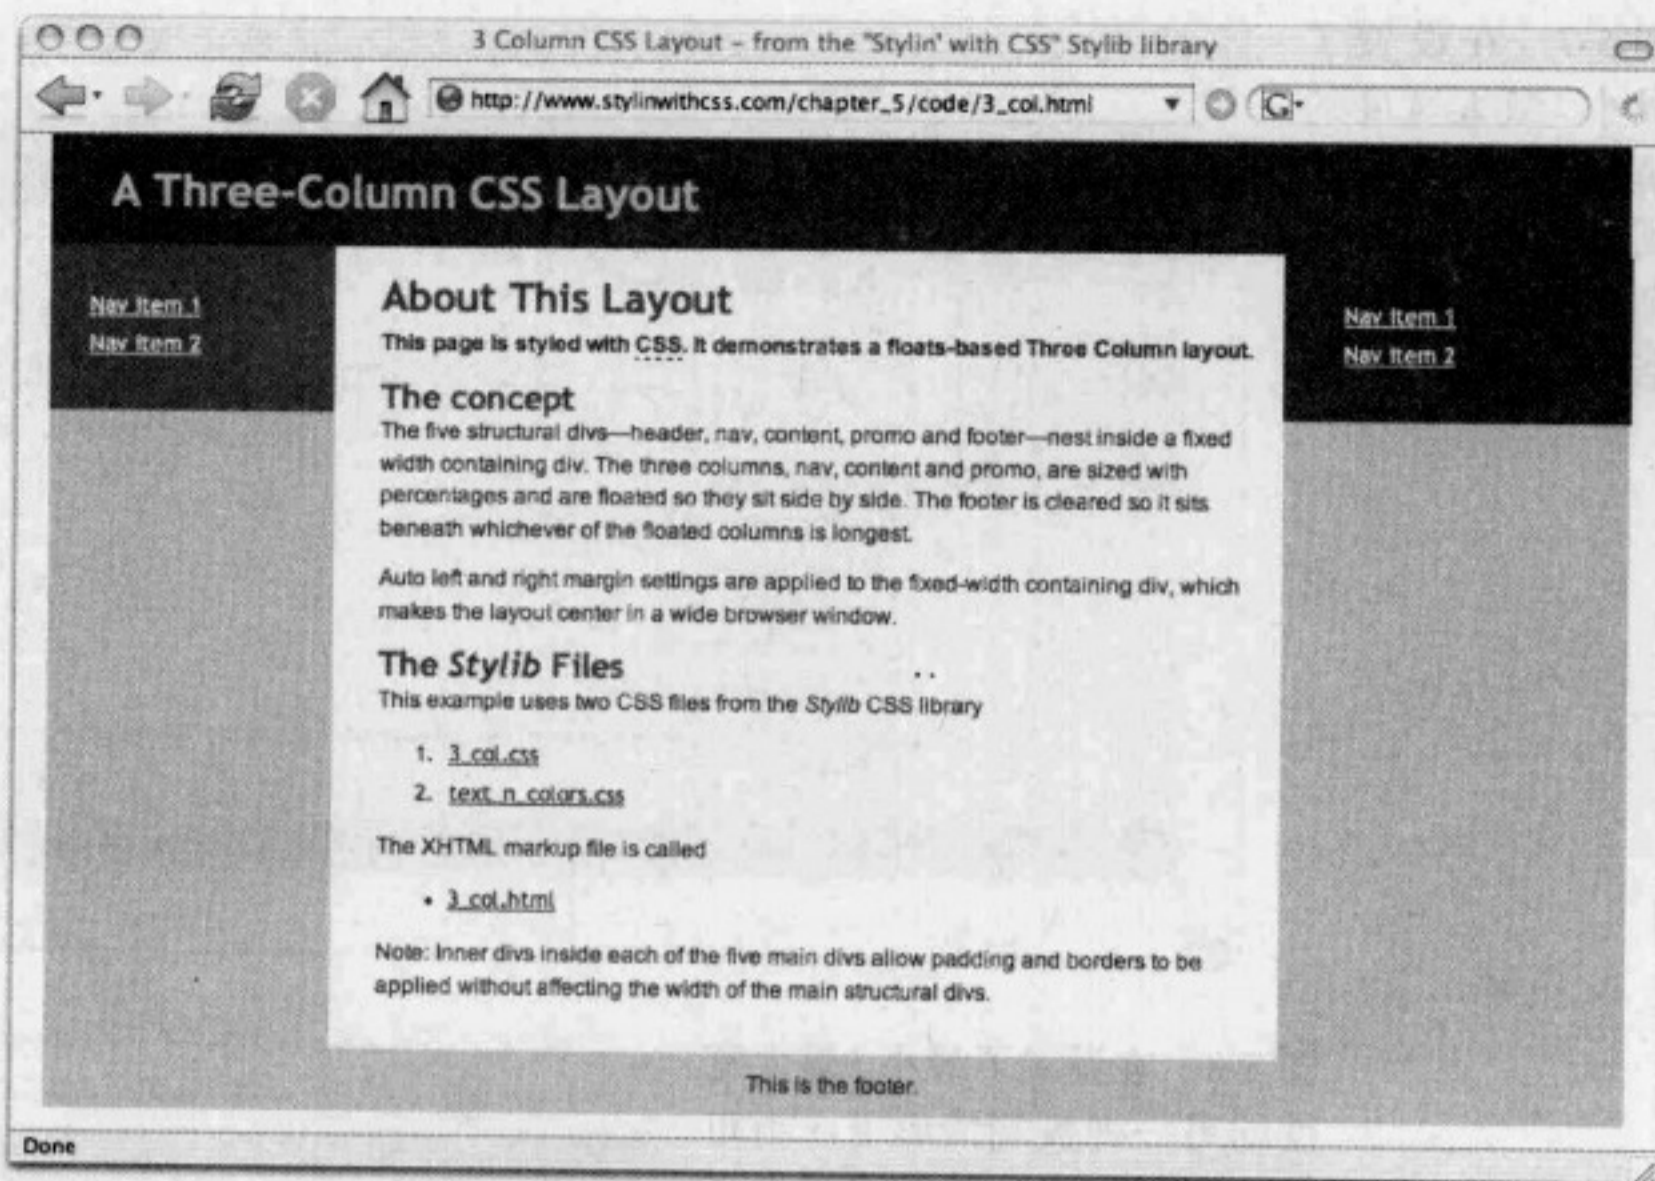 3 Column CSS Layout – from the "Stylin' with CSS" Stylib library
http://www.stylinwithcss.com/chapter_5/code/3_col.html
G
A Three-Column CSS Layout
Nav Item 1
Nav Item 2
About This Layout
This page is styled with CSS. It demonstrates a floats-based Three Column layout.
The concept
The five structural divs—header, nav, content, promo and footer—nest inside a fixed
width containing div. The three columns, nav, content and promo, are sized with
percentages and are floated so they sit side by side. The footer is cleared so it sits
beneath whichever of the floated columns is longest.
Auto left and right margin settings are applied to the fixed-width containing div, which
makes the layout center in a wide browser window.
The Stylib Files
This example uses two CSS files from the Stylib CSS library
1. 3_col.css
2. text_n_colors.css
The XHTML markup file is called
• 3_col.html
Note: Inner divs inside each of the five main divs allow padding and borders to be
applied without affecting the width of the main structural divs.
Nav Item 1
Nav Item 2
This is the footer.
Done